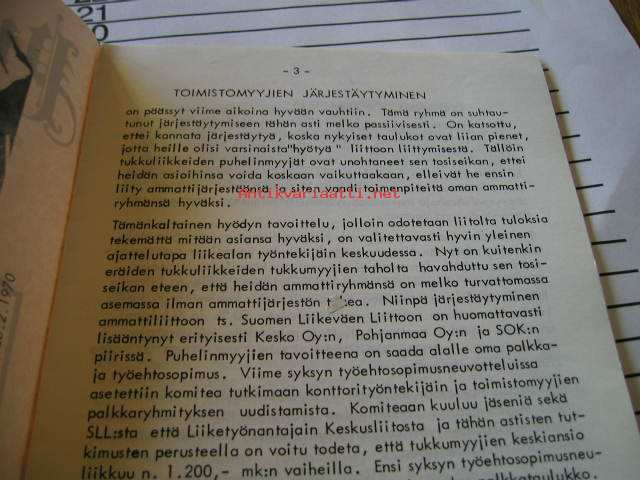 21
0
- 3 -
TOIMISTOMYYJIEN JÄRJESTÄYTYMINEN
on päässyt viime aikoina hyvään vauhtiin. Tämä ryhmä on suhtau-
tunut järjestäytymiseen tähän asti melko passiivisesti. On katsottu,
ettei kannata järjestäytyä, koska nykyiset taulukot ovat liian pienet,
jotta heille olisi varsinaista"hyötyä " liittoon liittymisestä. Tällöin
tukkuliikkeiden puhelinmyyjät ovat unohtaneet sen tosiseikan, ettei
heidän asioihinsa voida koskaan vaikuttaakaan, elleivät he ensin
liity ammattijärjestöönsä ja siten vaadi toimenpiteitä oman ammatti-
ryhmänsä hyväksi.
Antikvariaatti.net
Tämänkaltainen hyödyn tavoittelu, jolloin odotetaan liitolta tuloksia
tekemättä mitään asiansa hyväksi, on valitettavasti hyvin yleinen
ajattelutapa liikealan työntekijäin keskuudessa. Nyt on kuitenkin
eräiden tukkuliikkeiden tukkumyyjien taholta havahduttu sen tosi-
seikan eteen, että heidän ammattiryhmänsä on melko turvattomassa
asemassa ilman ammattijärjestön tukea. Niinpä järjestäytyminen
ammattiliittoon ts. Suomen Liikeväen Liittoon on huomattavasti
lisääntynyt erityisesti Kesko Oy:n, Pohjanmaa Oy:n ja SOK:n
piirissä. Puhelinmyyjien tavoitteena on saada alalle oma palkka-
ja työehtosopimus. Viime syksyn työehtosopimusneuvotteluissa
asetettiin komitea tutkimaan konttorityöntekijäin ja toimistomyyjien
palkkaryhmityksen uudistamista. Komiteaan kuuluu jäseniä sekä
SLL:sta että Liiketyönantajain Keskusliitosta ja tähän astisten tut-
kimusten perusteella on voitu todeta, että tukkumyyjien keskiansio
liikkuu n. 1.200,- mk:n vaiheilla. Ensi syksyn työehtosopimusneu-
palkkataulukko.
2.1970